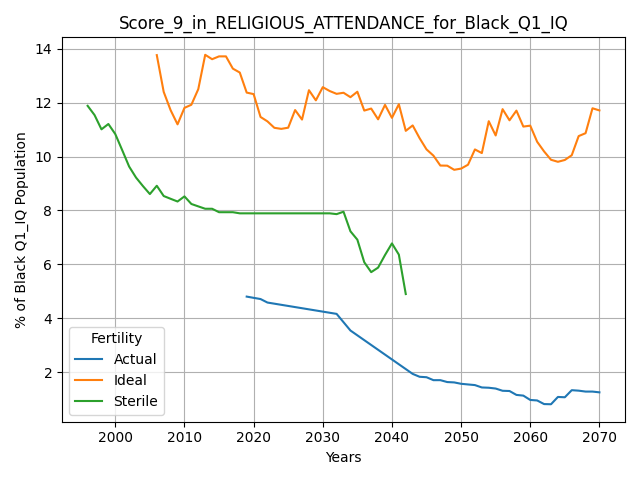 Score_9_in_RELIGIOUS_ATTENDANCE_for_Black_Q1_IQ
14
12
10
8
6
4
2
% of Black Q1_IQ Population
Fertility
Actual
Ideal
Sterile
2000 2010 2020 2030 2040 2050 2060 2070
Years